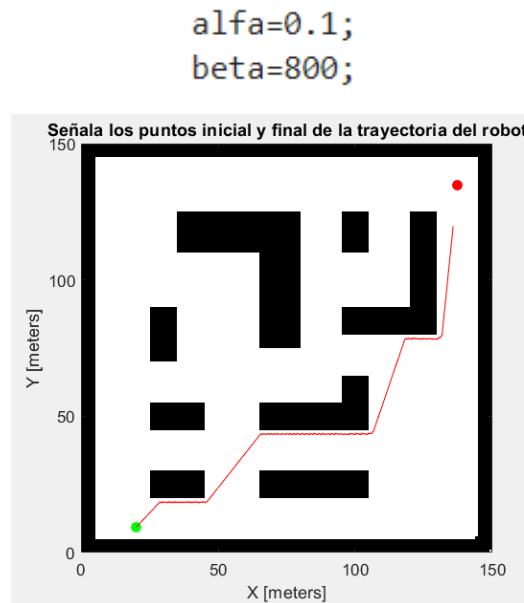 alfa=0.1;
beta=800;
Señala los puntos inicial y final de la trayectoria del robot
150
100
50
0
Y [meters]
0 50 100 150
X [meters]